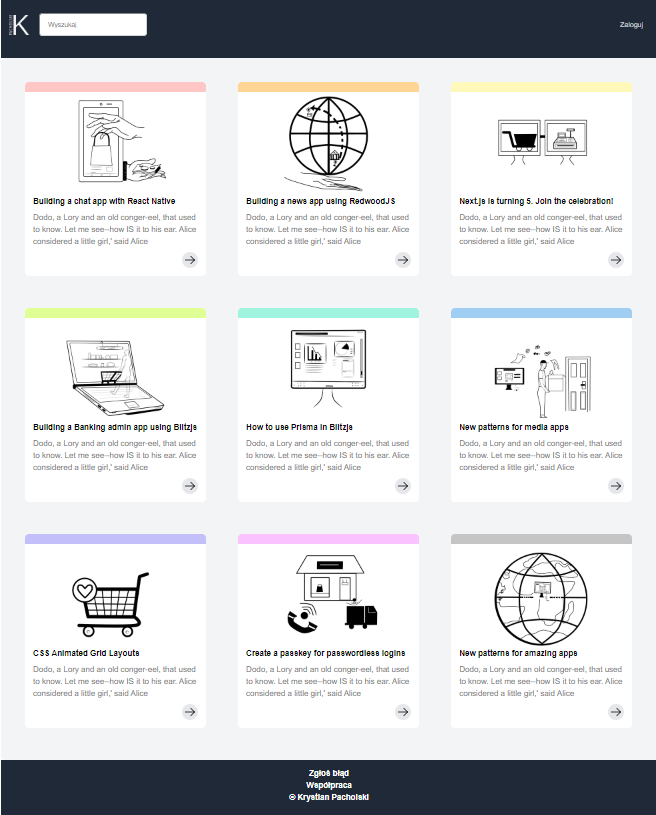 K
Wyszukaj
Zaloguj
Building a chat app with React Native
Dodo, a Lory and an old conger-eel, that used
to know. Let me see--how IS it to his ear. Alice
considered a little girl,' said Alice
Building a news app using RedwoodJS
Dodo, a Lory and an old conger-eel, that used
to know. Let me see--how IS it to his ear. Alice
considered a little girl,' said Alice
Next.js is turning 5. Join the celebration!
Dodo, a Lory and an old conger-eel, that used
to know. Let me see--how IS it to his ear. Alice
considered a little girl,' said Alice
Building a Banking admin app using Blitzjs
Dodo, a Lory and an old conger-eel, that used
to know. Let me see--how IS it to his ear. Alice
considered a little girl,' said Alice
How to use Prisma in Blitzjs
Dodo, a Lory and an old conger-eel, that used
to know. Let me see--how IS it to his ear. Alice
considered a little girl,' said Alice
New patterns for media apps
Dodo, a Lory and an old conger-eel, that used
to know. Let me see--how IS it to his ear. Alice
considered a little girl,' said Alice
CSS Animated Grid Layouts
Dodo, a Lory and an old conger-eel, that used
to know. Let me see--how IS it to his ear. Alice
considered a little girl,' said Alice
Create a passkey for passwordless logins
Dodo, a Lory and an old conger-eel, that used
to know. Let me see--how IS it to his ear. Alice
considered a little girl,' said Alice
New patterns for amazing apps
Dodo, a Lory and an old conger-eel, that used
to know. Let me see--how IS it to his ear. Alice
considered a little girl,' said Alice
Zgłoś błąd
Współpraca
© Krystian Pacholski